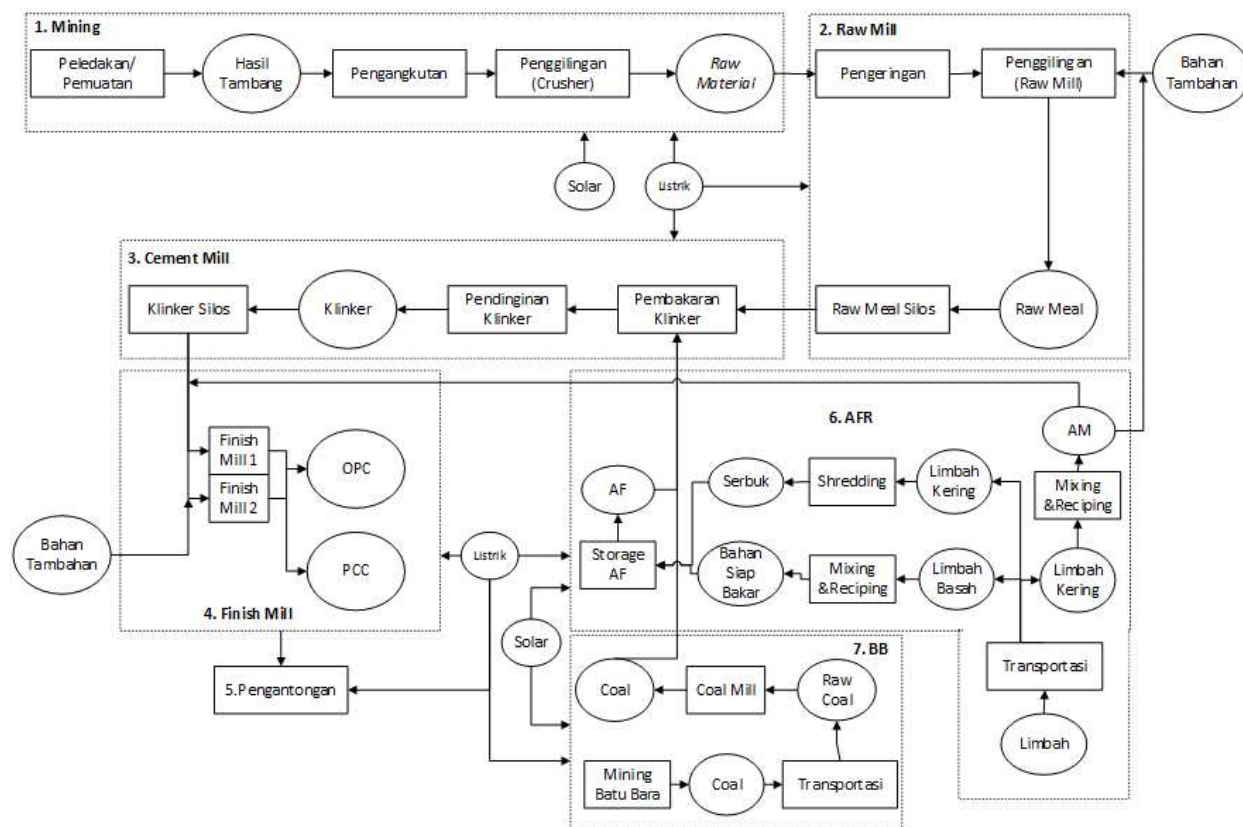 1. Mining
Peledakan/
Pemuatan
Hasil
Tambang
Pengangkutan
Penggilingan
(Crusher)
Raw
Material
2. Raw Mill
Pengeringan
Penggilingan
(Raw Mill)
Bahan
Tambahan
Solar
Listrik
3. Cement Mill
Klinker Silos
Klinker
Pendinginan
Klinker
Pembakaran
Klinker
Raw Meal Silos
Raw Meal
Finish
Mill 1
Finish
Mill 2
OPC
PCC
Bahan
Tambahan
4. Finish Mill
5.Pengantongan
Listrik
Solar
6. AFR
AM
AF
Serbuk
Shredding
Limbah
Kering
Mixing
&Reciping
Storage
AF
Bahan
Siap
Bakar
Mixing
&Reciping
Limbah
Basah
Limbah
Kering
Transportasi
Limbah
7. BB
Coal
Coal Mill
Raw
Coal
Mining
Batu Bara
Coal
Transportasi